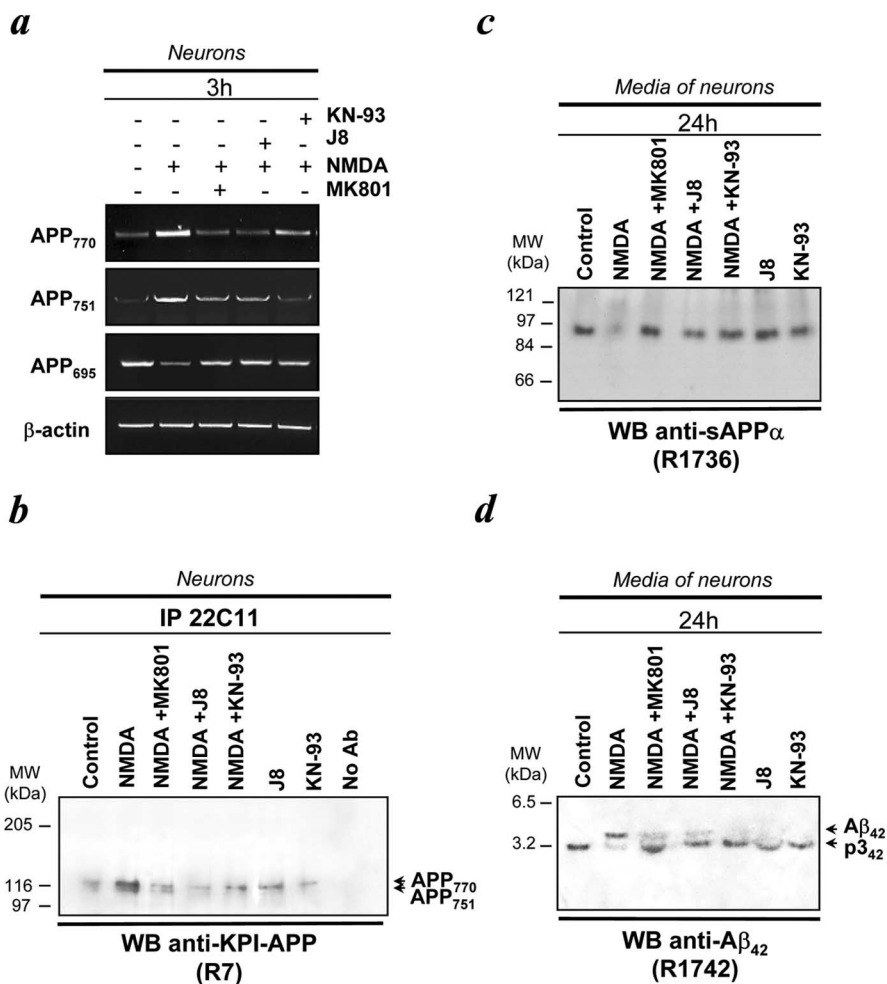 a
Neurons
3h
- - - - + KN-93
- - - + - J8
- + + + + NMDA
- - + - - MK801
APP770
APP751
APP695
β-actin
b
Neurons
IP 22C11
Control
NMDA
NMDA +MK801
NMDA +J8
NMDA +KN-93
J8
KN-93
No Ab
MW
(kDa)
205
116
97
APP770
APP751
WB anti-KPI-APP
(R7)
c
Media of neurons
24h
Control
NMDA
NMDA +MK801
NMDA +J8
NMDA +KN-93
J8
KN-93
MW
(kDa)
121
97
84
66
WB anti-sAPPα
(R1736)
d
Media of neurons
24h
Control
NMDA
NMDA +MK801
NMDA +J8
NMDA +KN-93
J8
KN-93
MW
(kDa)
6.5
3.2
Aβ42
p342
WB anti-Aβ42
(R1742)